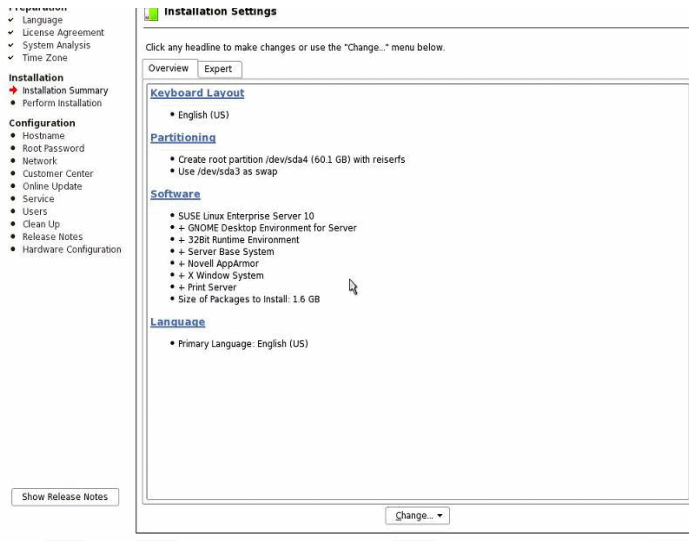 Preparation
Language
License Agreement
System Analysis
Time Zone
Installation
Installation Summary
Perform Installation
Configuration
Hostname
Root Password
Network
Customer Center
Online Update
Service
Users
Clean Up
Release Notes
Hardware Configuration
Show Release Notes
Installation Settings
Click any headline to make changes or use the "Change..." menu below.
Overview Expert
Keyboard Layout
English (US)
Partitioning
Create root partition /dev/sda4 (60.1 GB) with reiserfs
Use /dev/sda3 as swap
Software
SUSE Linux Enterprise Server 10
+ GNOME Desktop Environment for Server
+ 32Bit Runtime Environment
+ Server Base System
+ Novell AppArmor
+ X Window System
+ Print Server
Size of Packages to Install: 1.6 GB
Language
Primary Language: English (US)
Change...